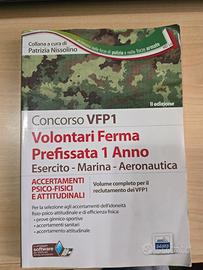 Collana a cura di
Patrizia Nissolino
II edizione
Concorso VFP1
Volontari Ferma
Prefissata 1 Anno
Esercito - Marina - Aeronautica
ACCERTAMENTI
PSICO-FISICI
E ATTITUDINALI
Volume completo per il
reclutamento dei VFP1
Per la selezione agli accertamenti dell'idoneità
fisio-psico-attitudinale e di efficienza fisica:
• prove ginnico-sportive
• accertamenti sanitari
• accertamento attitudinale
software
EdiSES